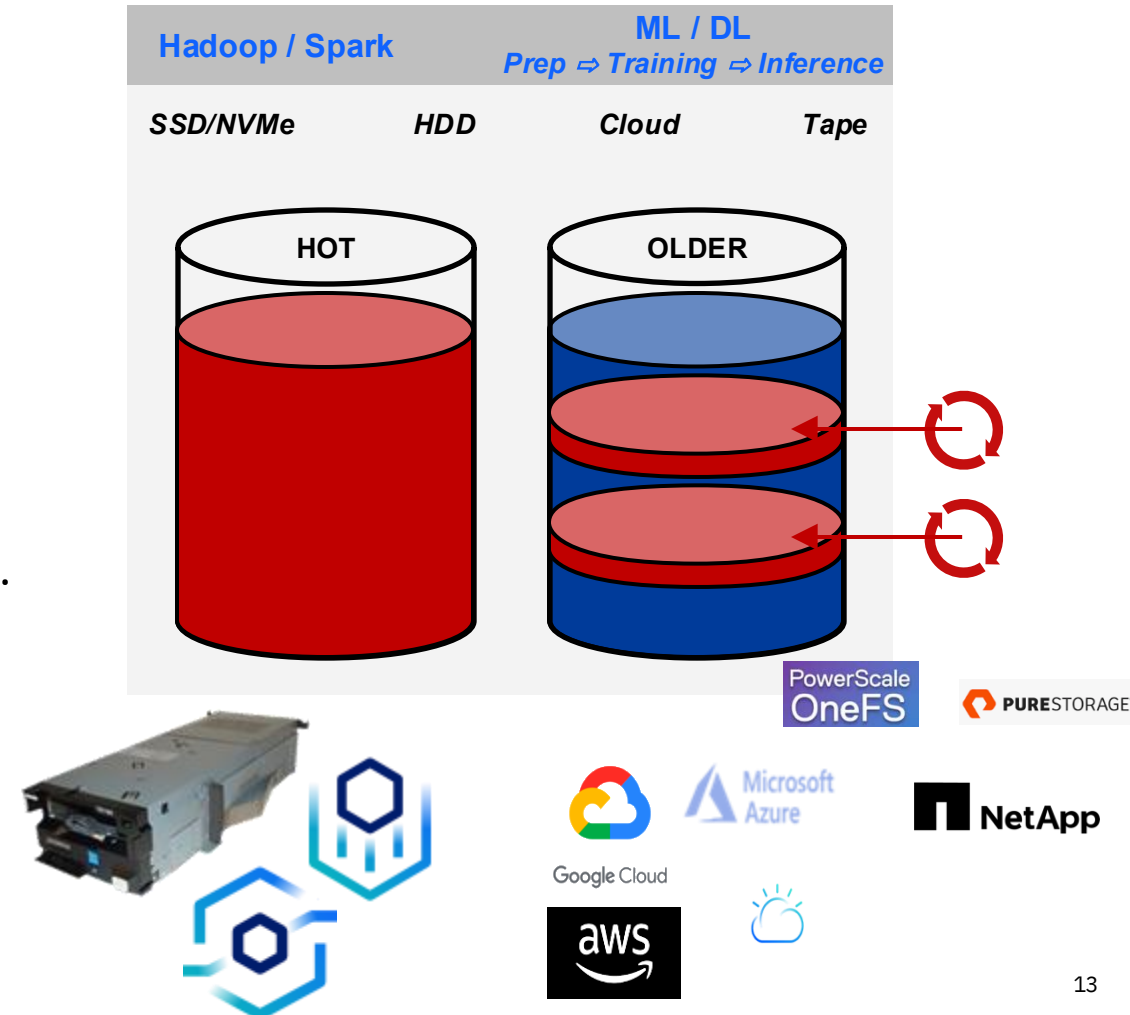 Hadoop / Spark
ML / DL
Prep ⇨ Training ⇨ Inference
SSD/NVMe HDD Cloud Tape
HOT
OLDER
.
PowerScale
OneFS
PURESTORAGE
Microsoft
Azure
NetApp
Google Cloud
aws
13